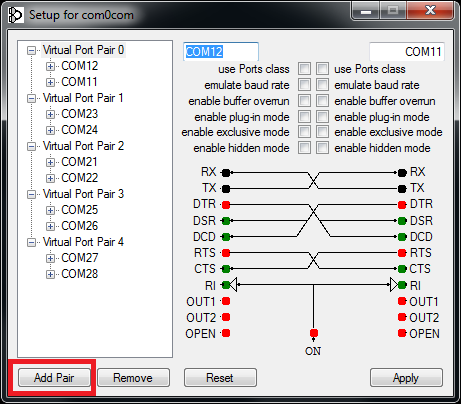 Setup for com0com
Virtual Port Pair 0
COM12
COM11
Virtual Port Pair 1
COM23
COM24
Virtual Port Pair 2
COM21
COM22
Virtual Port Pair 3
COM25
COM26
Virtual Port Pair 4
COM27
COM28
COM12 COM11
use Ports class use Ports class
emulate baud rate emulate baud rate
enable buffer overrun enable buffer overrun
enable plug-in mode enable plug-in mode
enable exclusive mode enable exclusive mode
enable hidden mode enable hidden mode
RX RX
TX TX
DTR DTR
DSR DSR
DCD DCD
RTS RTS
CTS CTS
RI RI
OUT1 OUT1
OUT2 OUT2
OPEN OPEN
ON
Add Pair Remove Reset Apply